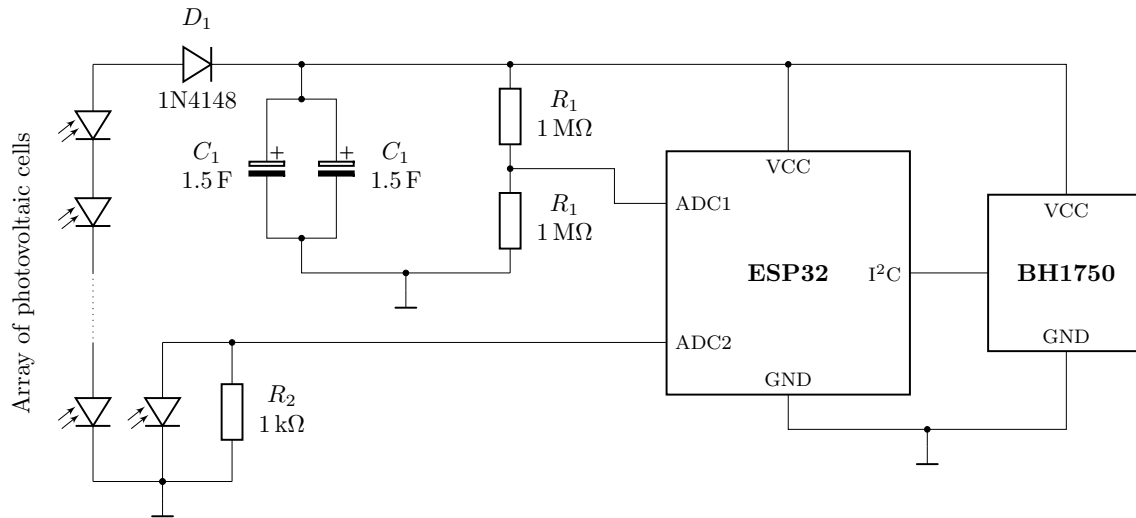 D₁
1N4148
Array of photovoltaic cells
C₁
1.5 F
+
+
C₁
1.5 F
R₁
1 MΩ
R₁
1 MΩ
VCC
ADC1
ESP32
I²C
ADC2
GND
VCC
BH1750
GND
R₂
1 kΩ